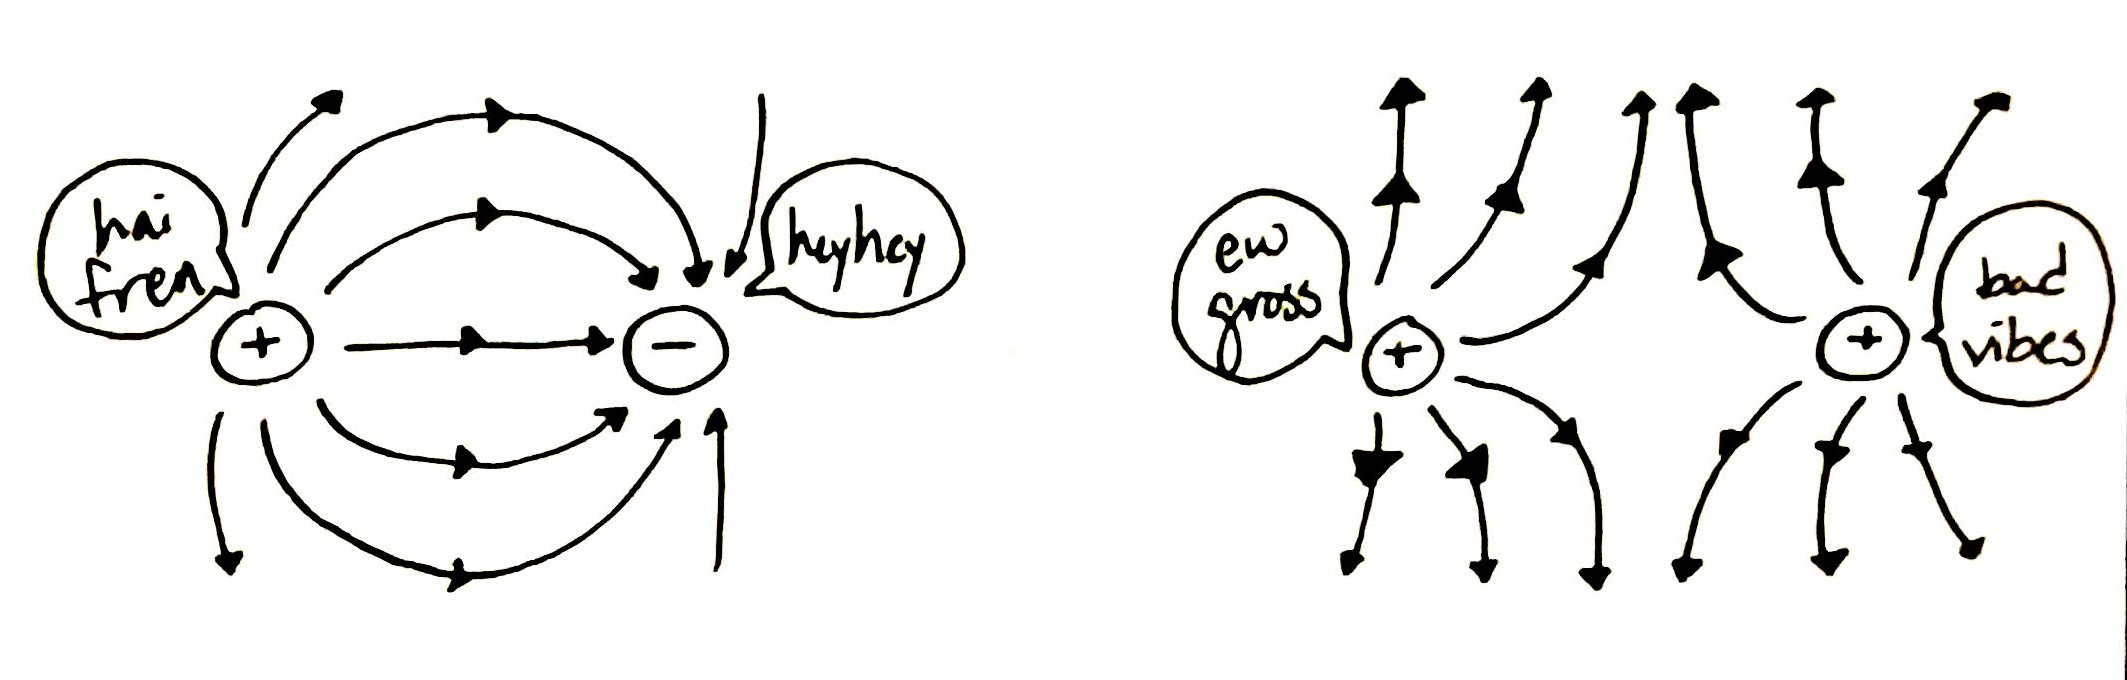 hai
fren
+
−
heyhey
ew
gross
+
+
bad
vibes